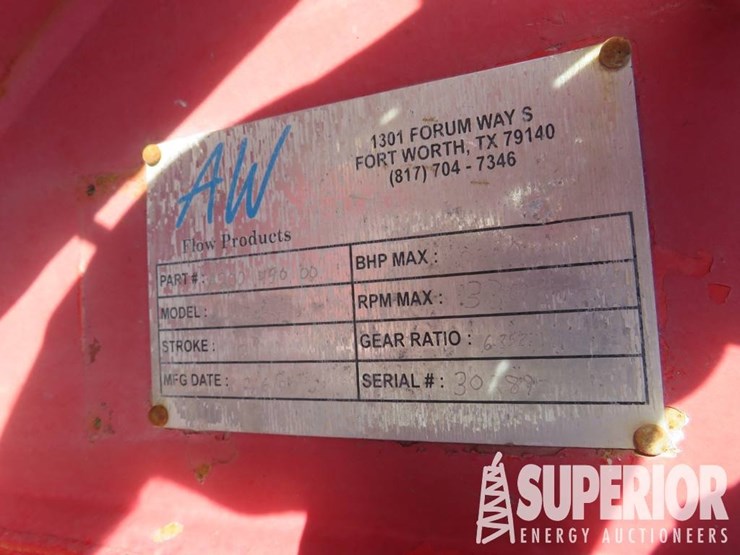 AW
Flow Products
1301 FORUM WAY S
FORT WORTH, TX 79140
(817) 704 - 7346
PART# :
BHP MAX :
MODEL :
RPM MAX :
STROKE :
GEAR RATIO :
MFG DATE :
SERIAL # :
SUPERIOR
ENERGY AUCTIONEERS